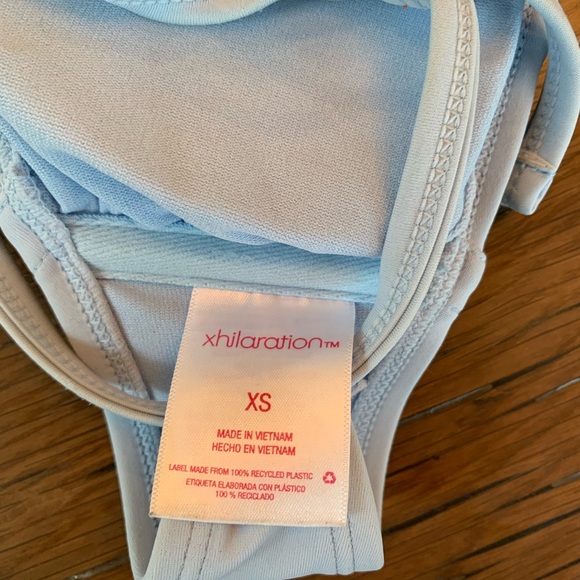 xhilaration™
XS
MADE IN VIETNAM
HECHO EN VIETNAM
LABEL MADE FROM 100% RECYCLED PLASTIC
ETIQUETA ELABORADA CON PLÁSTICO
100 % RECICLADO